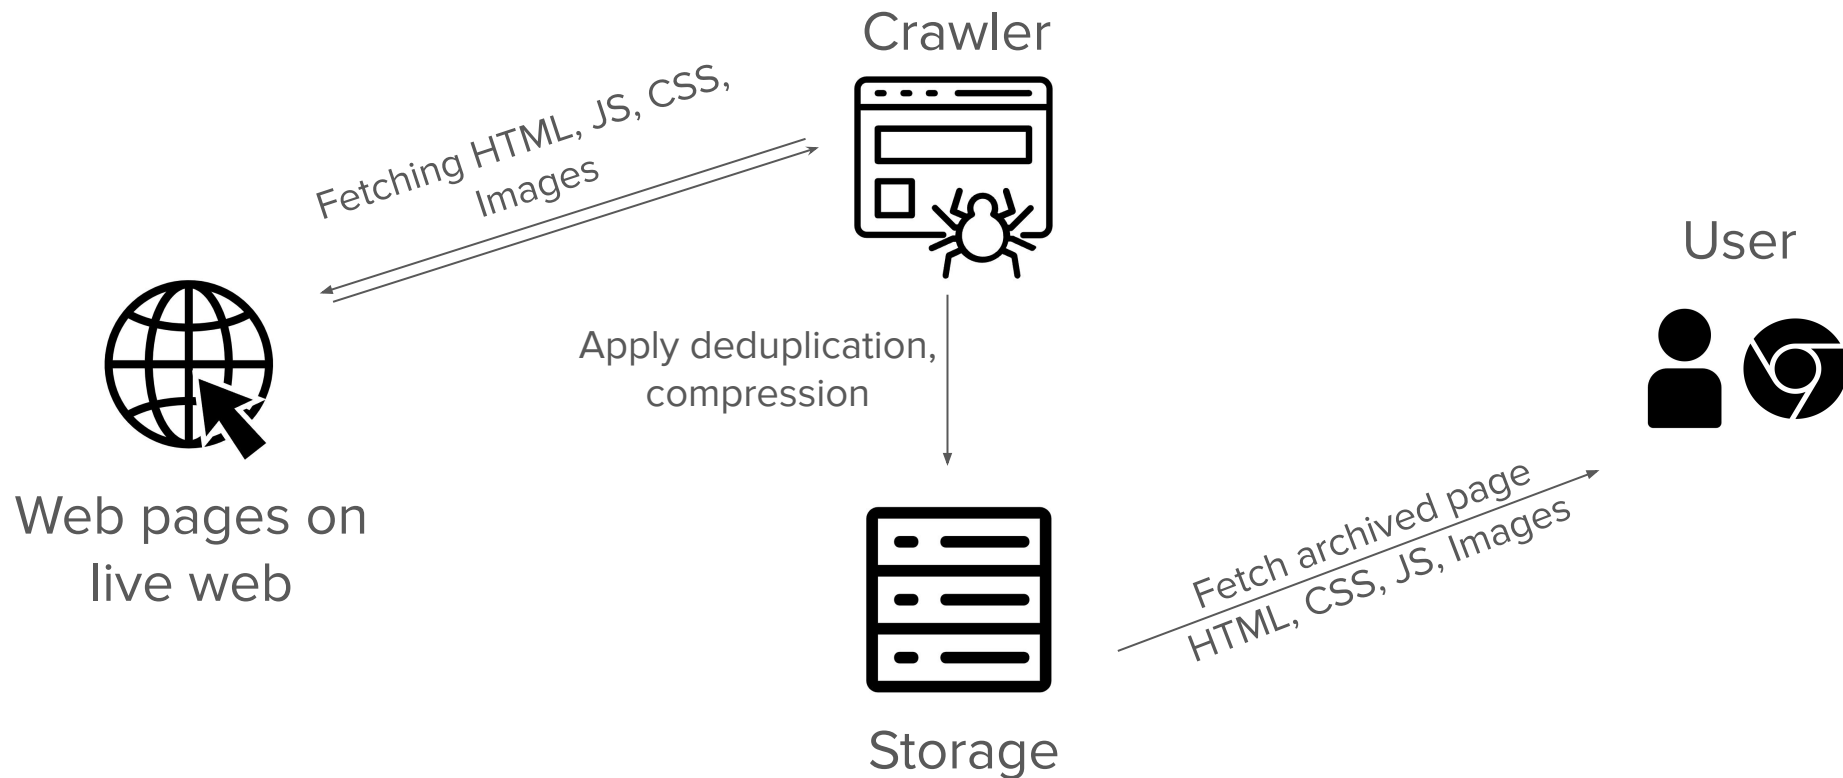 Crawler
Fetching HTML, JS, CSS,
Images
User
Apply deduplication,
compression
Web pages on
live web
Fetch archived page
HTML, CSS, JS, Images
Storage